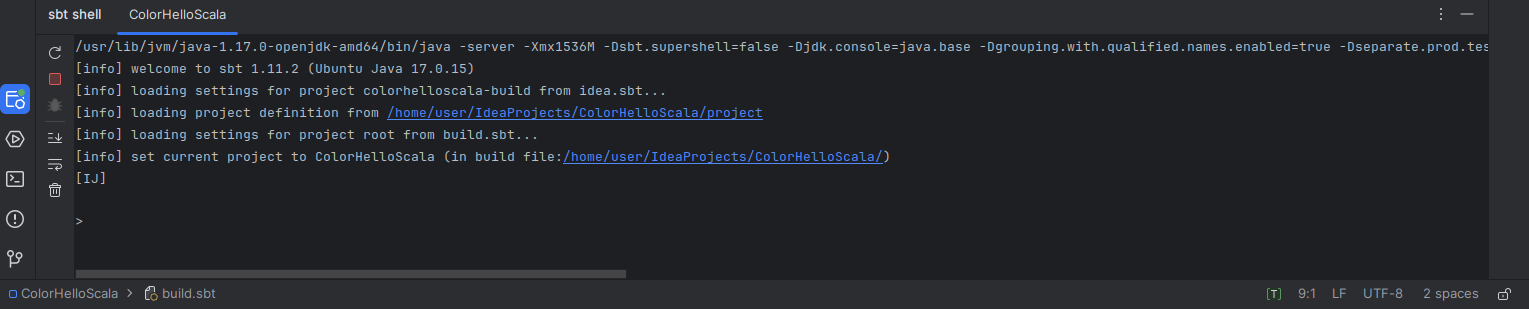 sbt shell ColorHelloScala
/usr/lib/jvm/java-1.17.0-openjdk-amd64/bin/java -server -Xmx1536M -Dsbt.supershell=false -Djdk.console=java.base -Dgrouping.with.qualified.names.enabled=true -Dseparate.prod.tes
[info] welcome to sbt 1.11.2 (Ubuntu Java 17.0.15)
[info] loading settings for project colorhelloscala-build from idea.sbt...
[info] loading project definition from /home/user/IdeaProjects/ColorHelloScala/project
[info] loading settings for project root from build.sbt...
[info] set current project to ColorHelloScala (in build file:/home/user/IdeaProjects/ColorHelloScala/)
[IJ]
>
ColorHelloScala > build.sbt [T] 9:1 LF UTF-8 2 spaces